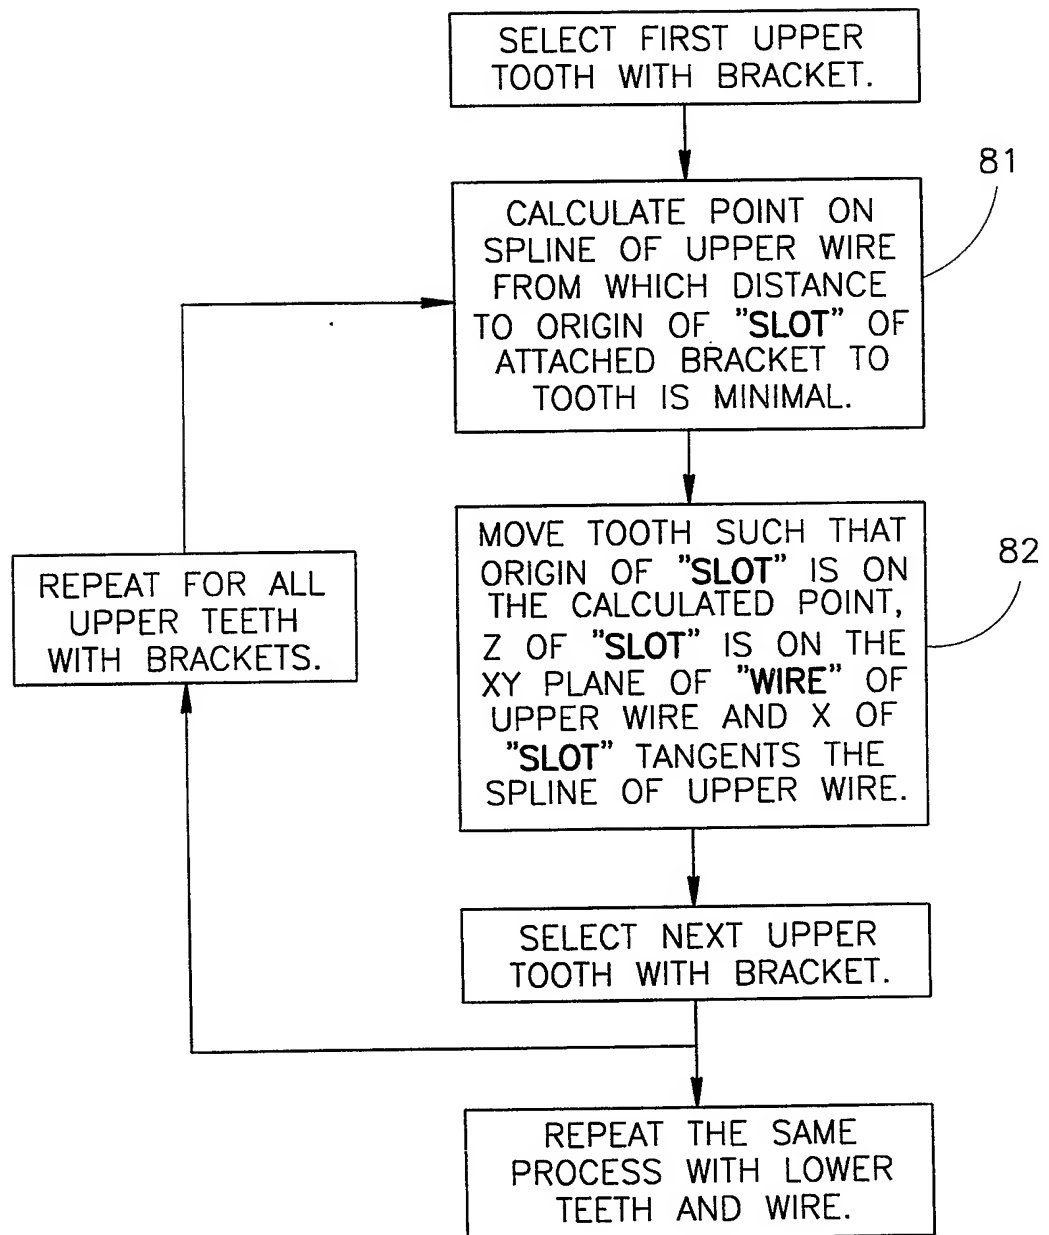 SELECT FIRST UPPER
TOOTH WITH BRACKET.
81
CALCULATE POINT ON
SPLINE OF UPPER WIRE
FROM WHICH DISTANCE
TO ORIGIN OF "SLOT" OF
ATTACHED BRACKET TO
TOOTH IS MINIMAL.
82
MOVE TOOTH SUCH THAT
ORIGIN OF "SLOT" IS ON
THE CALCULATED POINT,
Z OF "SLOT" IS ON THE
XY PLANE OF "WIRE" OF
UPPER WIRE AND X OF
"SLOT" TANGENTS THE
SPLINE OF UPPER WIRE.
REPEAT FOR ALL
UPPER TEETH
WITH BRACKETS.
SELECT NEXT UPPER
TOOTH WITH BRACKET.
REPEAT THE SAME
PROCESS WITH LOWER
TEETH AND WIRE.